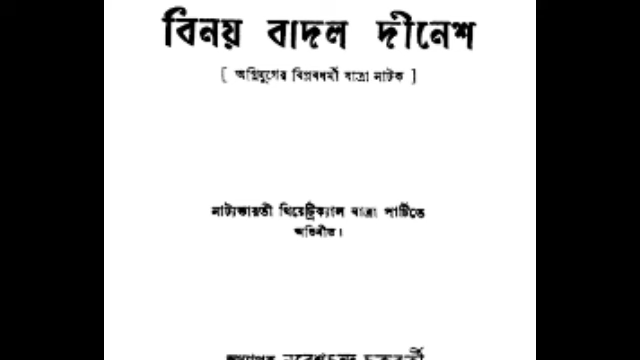 বিনয় বাদল দীনেশ
[ অগ্নিযুগের বিপ্লবধর্মী যাত্রা নাটক ]
নাট্যভারতী থিয়েট্রিক্যাল যাত্রা পার্টিতে
অভিনীত।